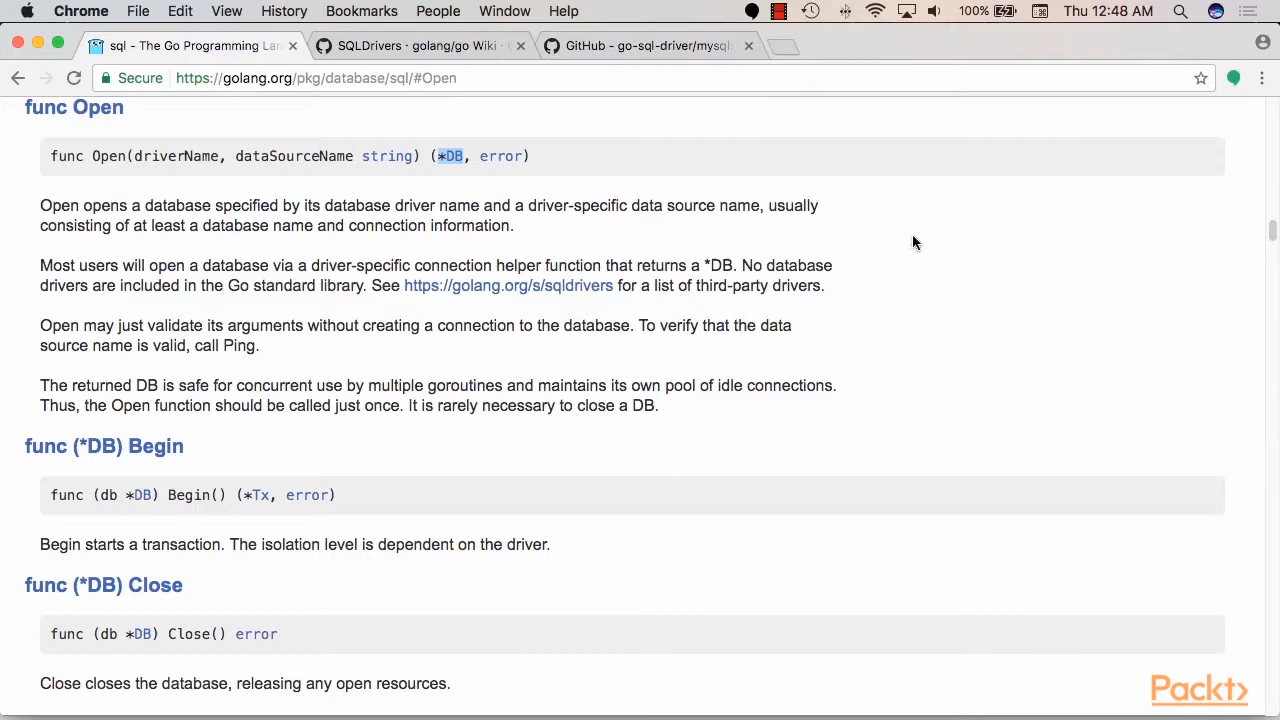 Chrome File Edit View History Bookmarks People Window Help 100% Thu 12:48 AM
sql - The Go Programming Lan
SQLDrivers · golang/go Wiki ·
GitHub - go-sql-driver/mysql:
Secure https://golang.org/pkg/database/sql/#Open
func Open
func Open(driverName, dataSourceName string) (*DB, error)
Open opens a database specified by its database driver name and a driver-specific data source name, usually
consisting of at least a database name and connection information.
Most users will open a database via a driver-specific connection helper function that returns a *DB. No database
drivers are included in the Go standard library. See https://golang.org/s/sqldrivers for a list of third-party drivers.
Open may just validate its arguments without creating a connection to the database. To verify that the data
source name is valid, call Ping.
The returned DB is safe for concurrent use by multiple goroutines and maintains its own pool of idle connections.
Thus, the Open function should be called just once. It is rarely necessary to close a DB.
func (*DB) Begin
func (db *DB) Begin() (*Tx, error)
Begin starts a transaction. The isolation level is dependent on the driver.
func (*DB) Close
func (db *DB) Close() error
Close closes the database, releasing any open resources.
Packt>